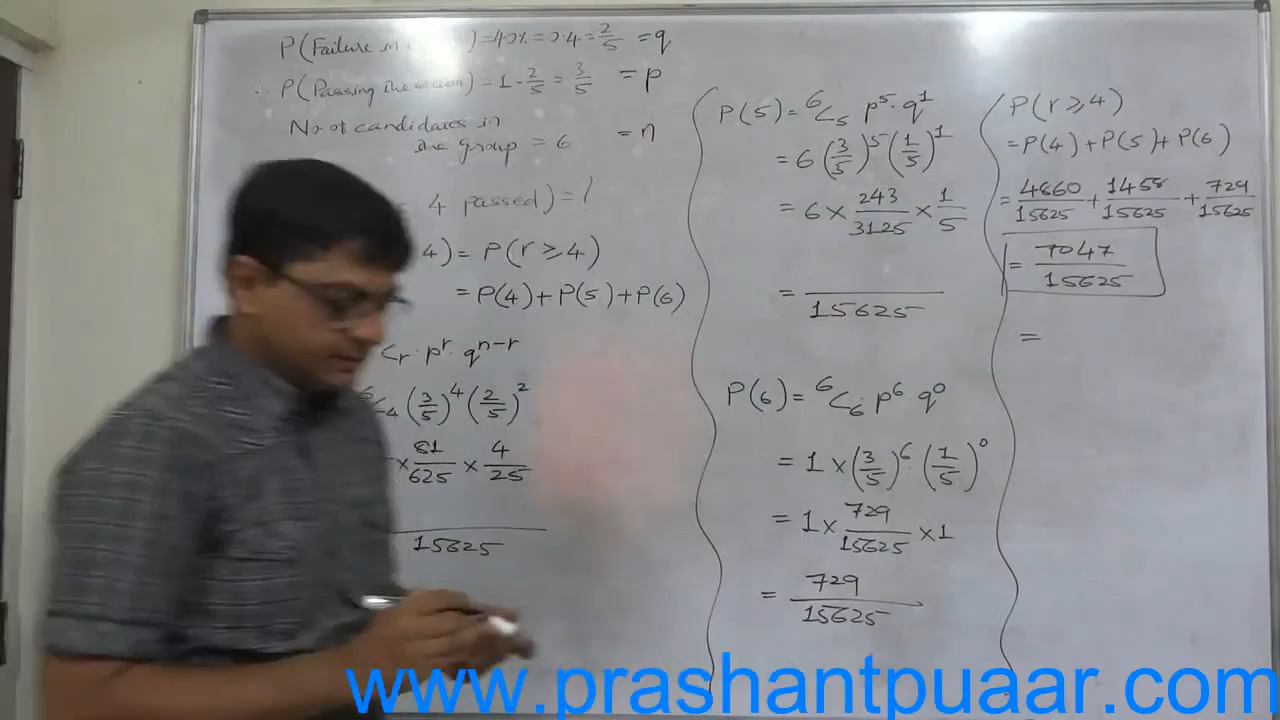 P(Failure in ) = 40% = 0.4 = 2/5 = q
∴ P(Passing the exam) = 1 - 2/5 = 3/5 = p
No of candidates in
the group = 6 = n
4 passed) =
4) = P(r ≥ 4)
= P(4) + P(5) + P(6)
Cr · p^r · q^(n-r)
6C4 (3/5)^4 (2/5)^2
× 81/625 × 4/25
15625
P(5) = 6C5 p^5 · q^1
= 6 (3/5)^5 (1/5)^1
= 6 × 243/3125 × 1/5
= /15625
P(6) = 6C6 p^6 q^0
= 1 × (3/5)^6 · (1/5)^0
= 1 × 729/15625 × 1
= 729/15625
P(r ≥ 4)
= P(4) + P(5) + P(6)
= 4860/15625 + 1458/15625 + 729/15625
= 7047/15625
=
www.prashantpuaar.com